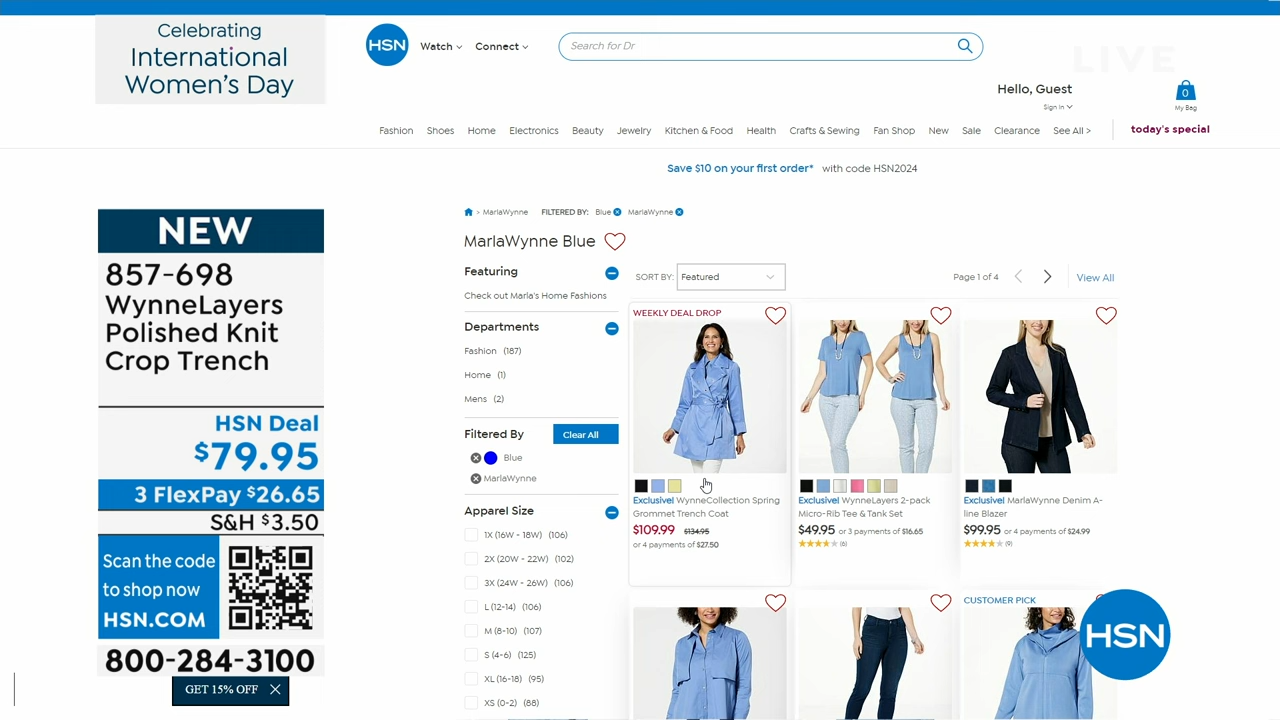 Celebrating
International
Women's Day
HSN
Watch
Connect
Search for Dr
LIVE
Hello, Guest
Sign In
0
My Bag
Fashion Shoes Home Electronics Beauty Jewelry Kitchen & Food Health Crafts & Sewing Fan Shop New Sale Clearance See All >
today's special
Save $10 on your first order* with code HSN2024
NEW
857-698
WynneLayers
Polished Knit
Crop Trench
HSN Deal
$79.95
3 FlexPay $26.65
S&H $3.50
Scan the code
to shop now
HSN.COM
800-284-3100
GET 15% OFF
> MarlaWynne FILTERED BY: Blue MarlaWynne
MarlaWynne Blue
Featuring
Check out Marla's Home Fashions
Departments
Fashion (187)
Home (1)
Mens (2)
Filtered By
Clear All
Blue
MarlaWynne
Apparel Size
1X (16W - 18W) (106)
2X (20W - 22W) (102)
3X (24W - 26W) (106)
L (12-14) (106)
M (8-10) (107)
S (4-6) (125)
XL (16-18) (95)
XS (0-2) (88)
SORT BY: Featured
Page 1 of 4
View All
WEEKLY DEAL DROP
Exclusive! WynneCollection Spring
Grommet Trench Coat
$109.99 $134.95
or 4 payments of $27.50
Exclusive! WynneLayers 2-pack
Micro-Rib Tee & Tank Set
$49.95 or 3 payments of $16.65
(6)
Exclusive! MarlaWynne Denim A-
line Blazer
$99.95 or 4 payments of $24.99
(9)
CUSTOMER PICK
HSN